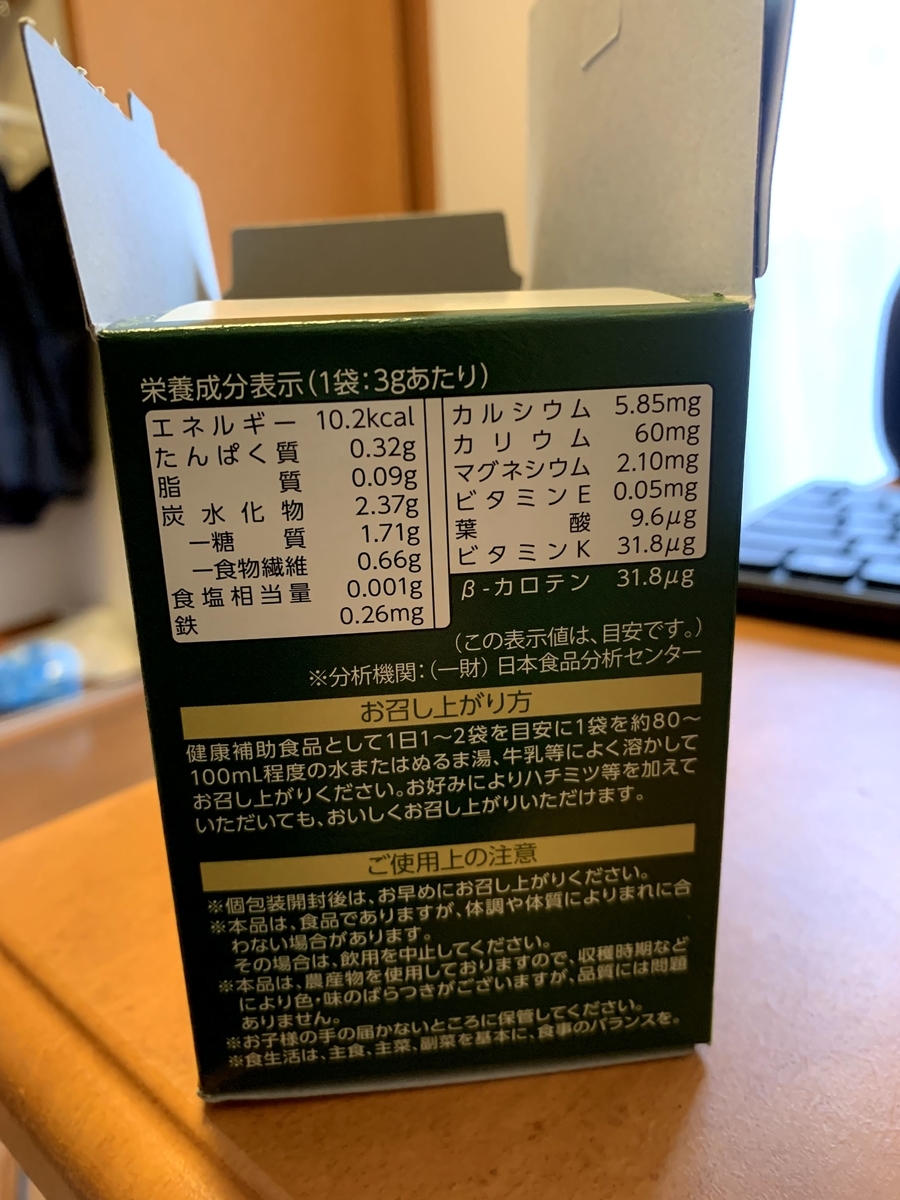 栄養成分表示(1袋:3gあたり)
エネルギー 10.2kcal
たんぱく質 0.32g
脂質 0.09g
炭水化物 2.37g
―糖質 1.71g
―食物繊維 0.66g
食塩相当量 0.001g
鉄 0.26mg
カルシウム 5.85mg
カリウム 60mg
マグネシウム 2.10mg
ビタミンE 0.05mg
葉酸 9.6μg
ビタミンK 31.8μg
β-カロテン 31.8μg
(この表示値は、目安です。)
※分析機関:(一財)日本食品分析センター
お召し上がり方
健康補助食品として1日1〜2袋を目安に1袋を約80〜
100mL程度の水またはぬるま湯、牛乳等によく溶かして
お召し上がりください。お好みによりハチミツ等を加えて
いただいても、おいしくお召し上がりいただけます。
ご使用上の注意
※個包装開封後は、お早めにお召し上がりください。
※本品は、食品でありますが、体調や体質によりまれに合
わない場合があります。
その場合は、飲用を中止してください。
※本品は、農産物を使用しておりますので、収穫時期など
により色・味のばらつきがございますが、品質には問題
ありません。
※お子様の手の届かないところに保管してください。
※食生活は、主食、主菜、副菜を基本に、食事のバランスを。